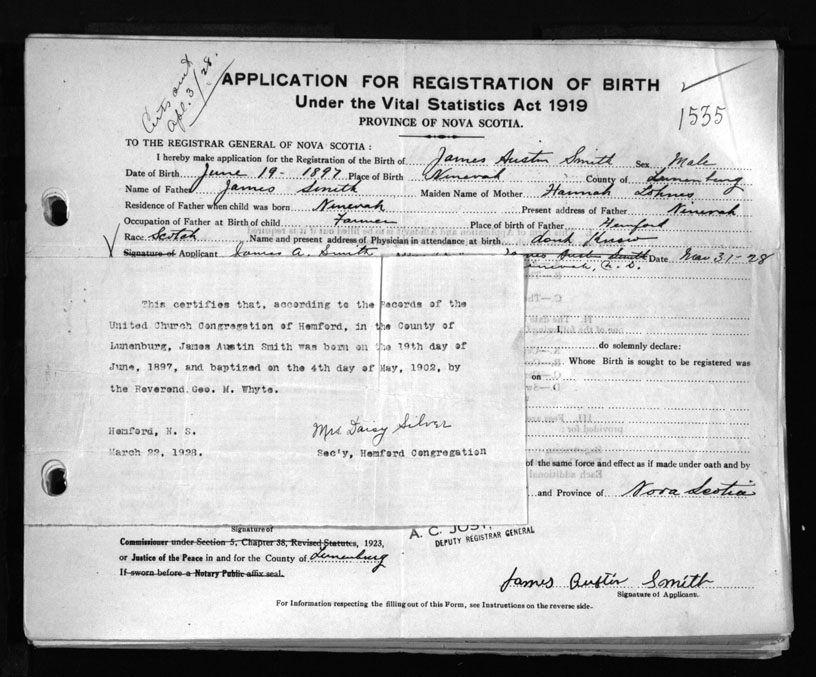 Certs and
Apl. 3/28.
APPLICATION FOR REGISTRATION OF BIRTH
Under the Vital Statistics Act 1919
PROVINCE OF NOVA SCOTIA.
1535
TO THE REGISTRAR GENERAL OF NOVA SCOTIA :
I hereby make application for the Registration of the Birth of James Austin Smith Sex Male
Date of Birth June 19 - 1897 Place of Birth Ninevah County of Lunenburg
Name of Father James Smith Maiden Name of Mother Hannah
Residence of Father when child was born Ninevah Present address of Father Ninevah
Occupation of Father at Birth of child Farmer Place of birth of Father Hemford
Race Scotch Name and present address of Physician in attendance at birth dont Know
Signature of Applicant James A. Smith James Austin Smith Date Mar 31-28
Ninevah, N. S.
This certifies that, according to the Records of the
United Church Congregation of Hemford, in the County of
Lunenburg, James Austin Smith was born on the 19th day of
June, 1897, and baptized on the 4th day of May, 1902, by
the Reverend Geo. M. Whyte.
Hemford, N. S.
March 22, 1928.
Mrs Daisy Silver
Sec'y, Hemford Congregation
I,
do solemnly declare:
Whose Birth is sought to be registered was
on
of the same force and effect as if made under oath and by
and Province of Nova Scotia
Signature of
Commissioner under Section 5, Chapter 38, Revised Statutes, 1923,
or Justice of the Peace in and for the County of Lunenburg
If sworn before a Notary Public affix seal.
A. C. JOST,
DEPUTY REGISTRAR GENERAL
James Austin Smith
Signature of Applicant.
For Information respecting the filling out of this Form, see Instructions on the reverse side.